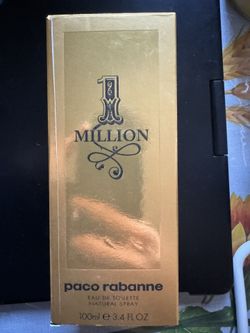 1
MILLION
paco rabanne
EAU DE TOILETTE
NATURAL SPRAY
100ml e 3.4 FL.OZ